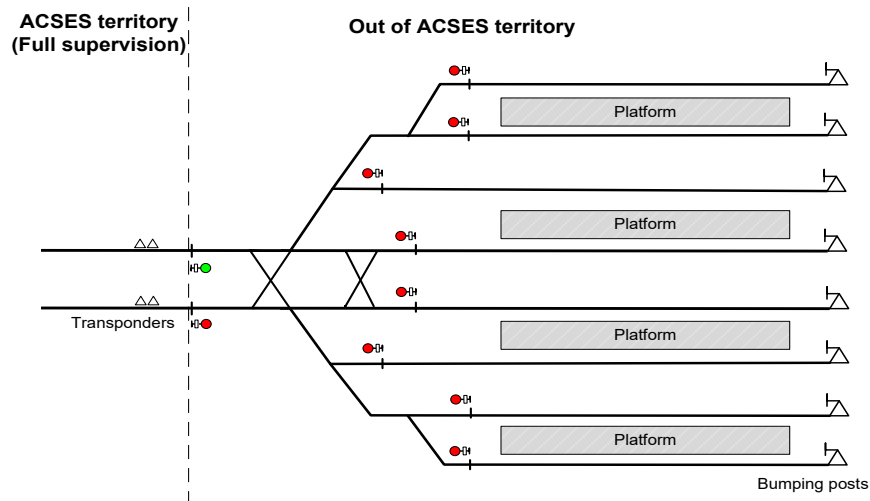 ACSES territory
(Full supervision)
Out of ACSES territory
Platform
Platform
Transponders
Platform
Platform
Bumping posts